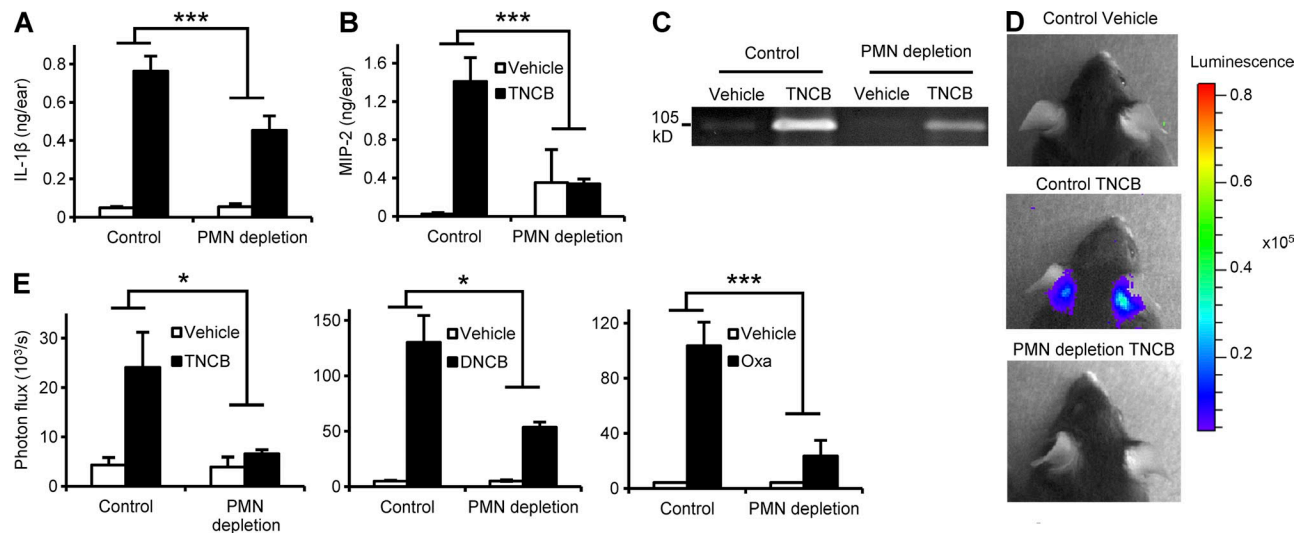 A
***
IL-1β (ng/ear)
0.8
0.6
0.4
0.2
0
Control
PMN depletion
B
***
MIP-2 (ng/ear)
1.6
1.2
0.8
0.4
0
Vehicle
TNCB
Control
PMN depletion
C
Control
PMN depletion
Vehicle
TNCB
Vehicle
TNCB
105
kD
D
Control Vehicle
Control TNCB
PMN depletion TNCB
Luminescence
0.8
0.6
0.4
0.2
x10⁵
E
*
Photon flux (10³/s)
30
20
10
0
Vehicle
TNCB
Control
PMN
depletion
*
150
100
50
0
Vehicle
DNCB
Control
PMN depletion
***
120
80
40
0
Vehicle
Oxa
Control
PMN depletion